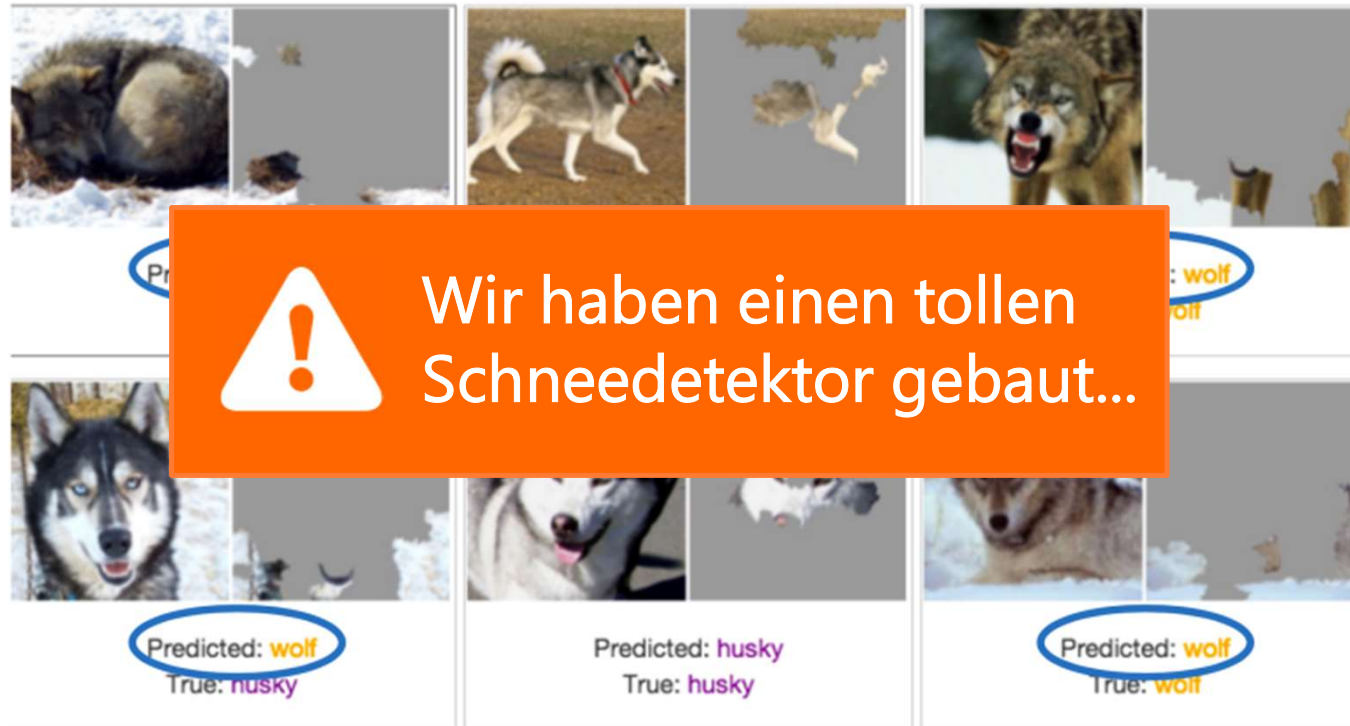 Wir haben einen tollen
Schneedetektor gebaut...
: wolf
Predicted: wolf
True: husky
Predicted: husky
True: husky
Predicted: wolf
True: wolf